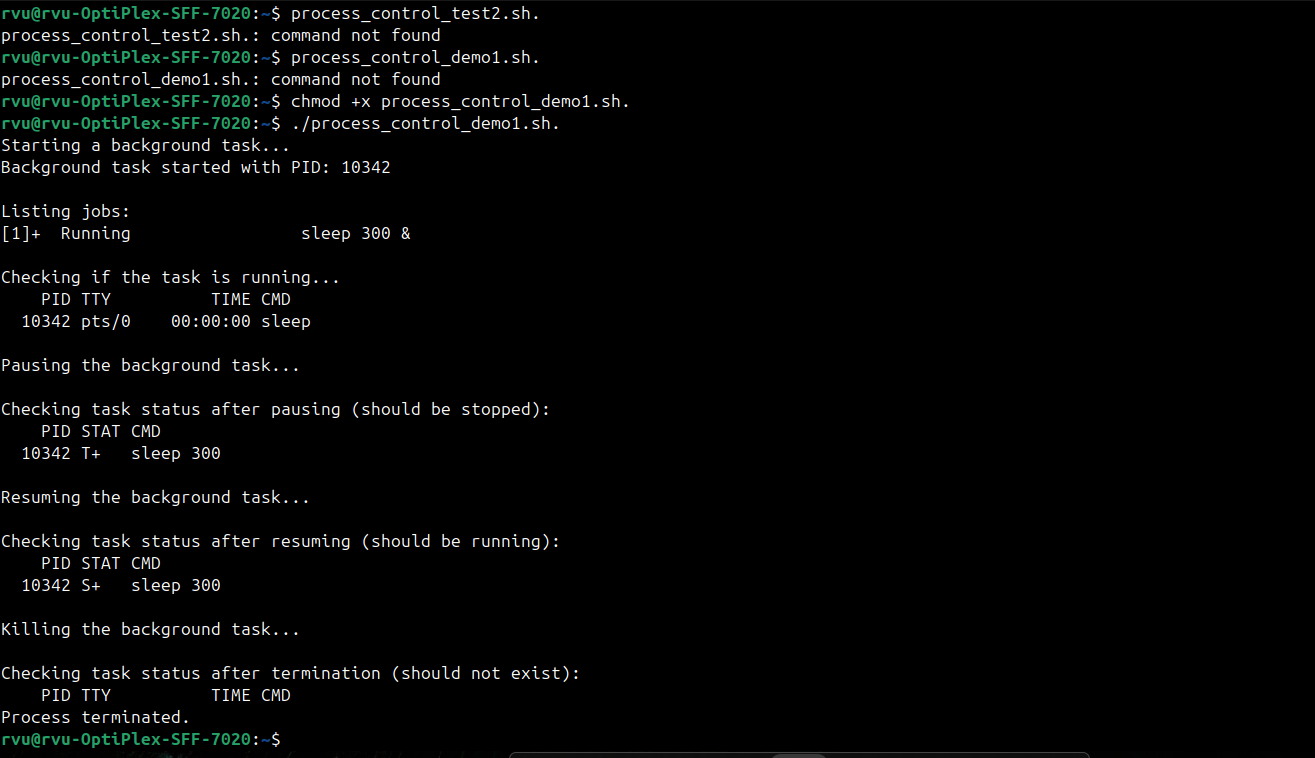 rvu@rvu-OptiPlex-SFF-7020:~$ process_control_test2.sh.
process_control_test2.sh.: command not found
rvu@rvu-OptiPlex-SFF-7020:~$ process_control_demo1.sh.
process_control_demo1.sh.: command not found
rvu@rvu-OptiPlex-SFF-7020:~$ chmod +x process_control_demo1.sh.
rvu@rvu-OptiPlex-SFF-7020:~$ ./process_control_demo1.sh.
Starting a background task...
Background task started with PID: 10342

Listing jobs:
[1]+  Running                 sleep 300 &

Checking if the task is running...
    PID TTY          TIME CMD
  10342 pts/0    00:00:00 sleep

Pausing the background task...

Checking task status after pausing (should be stopped):
    PID STAT CMD
  10342 T+   sleep 300

Resuming the background task...

Checking task status after resuming (should be running):
    PID STAT CMD
  10342 S+   sleep 300

Killing the background task...

Checking task status after termination (should not exist):
    PID TTY          TIME CMD
Process terminated.
rvu@rvu-OptiPlex-SFF-7020:~$